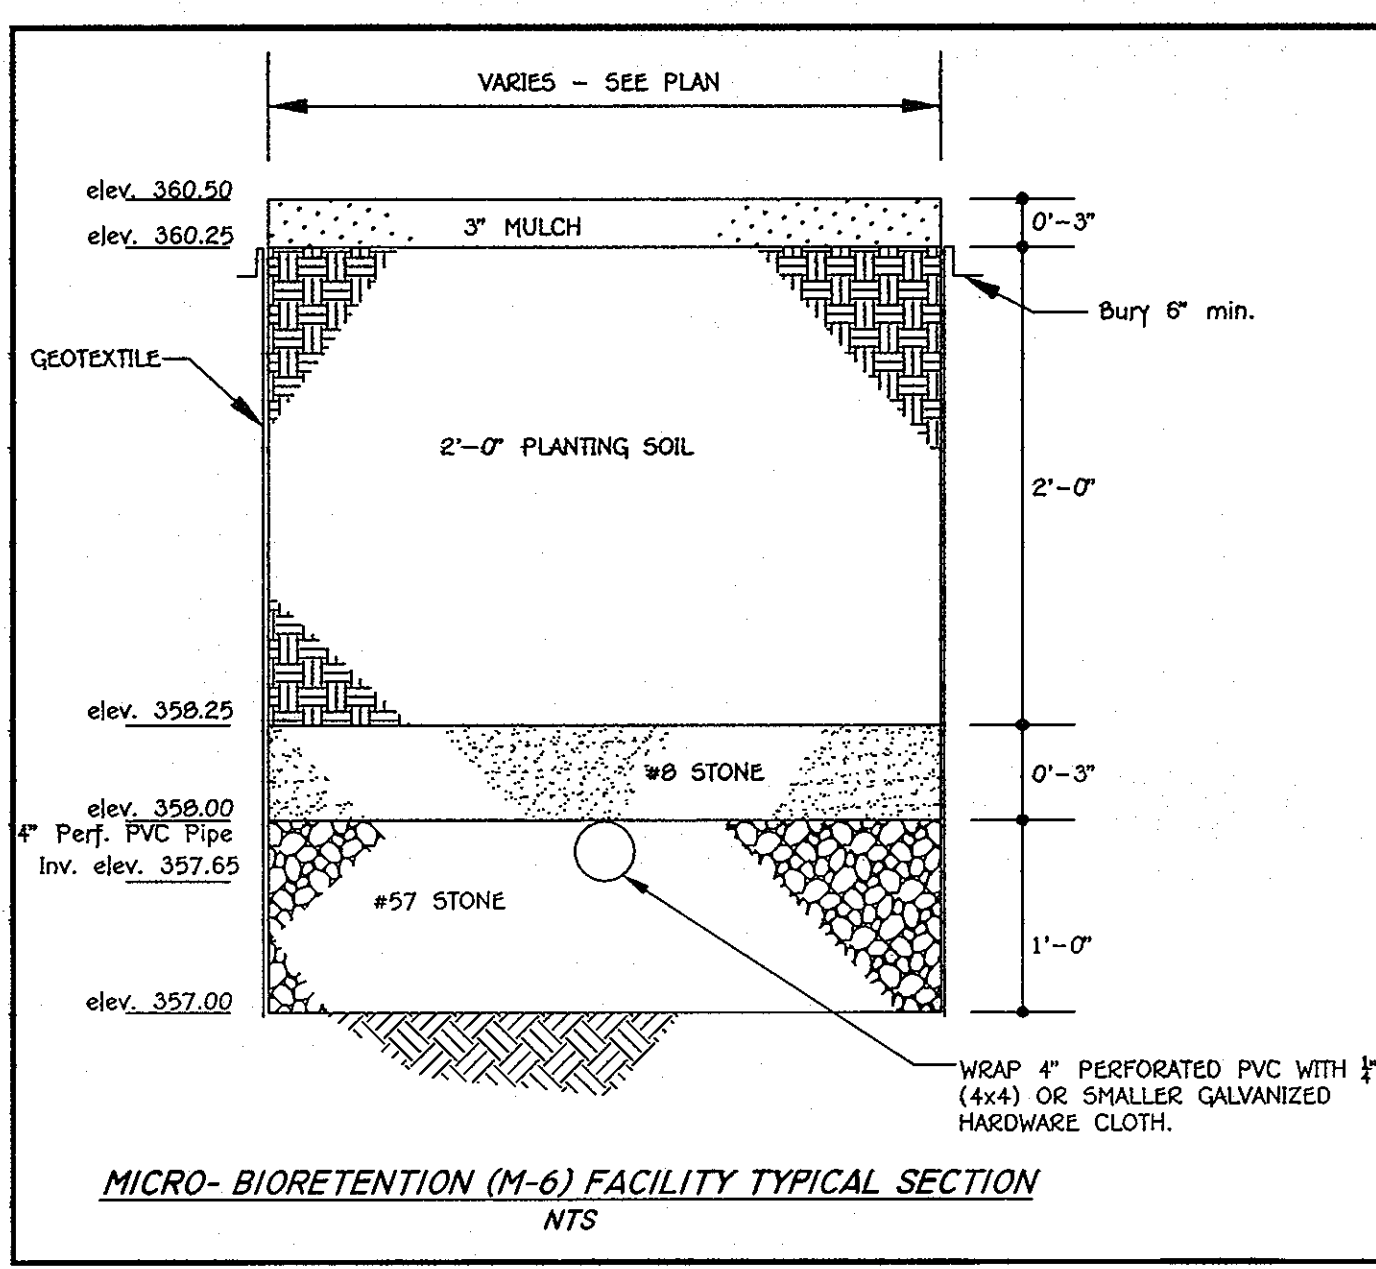 VARIES - SEE PLAN
elev. 360.50
3" MULCH
0'-3"
elev. 360.25
Bury 6" min.
GEOTEXTILE
2'-0" PLANTING SOIL
2'-0"
elev. 358.25
#8 STONE
0'-3"
elev. 358.00
4" Perf. PVC Pipe
Inv. elev. 357.65
#57 STONE
1'-0"
elev. 357.00
WRAP 4" PERFORATED PVC WITH 1/4"
(4x4) OR SMALLER GALVANIZED
HARDWARE CLOTH.
MICRO- BIORETENTION (M-6) FACILITY TYPICAL SECTION
NTS